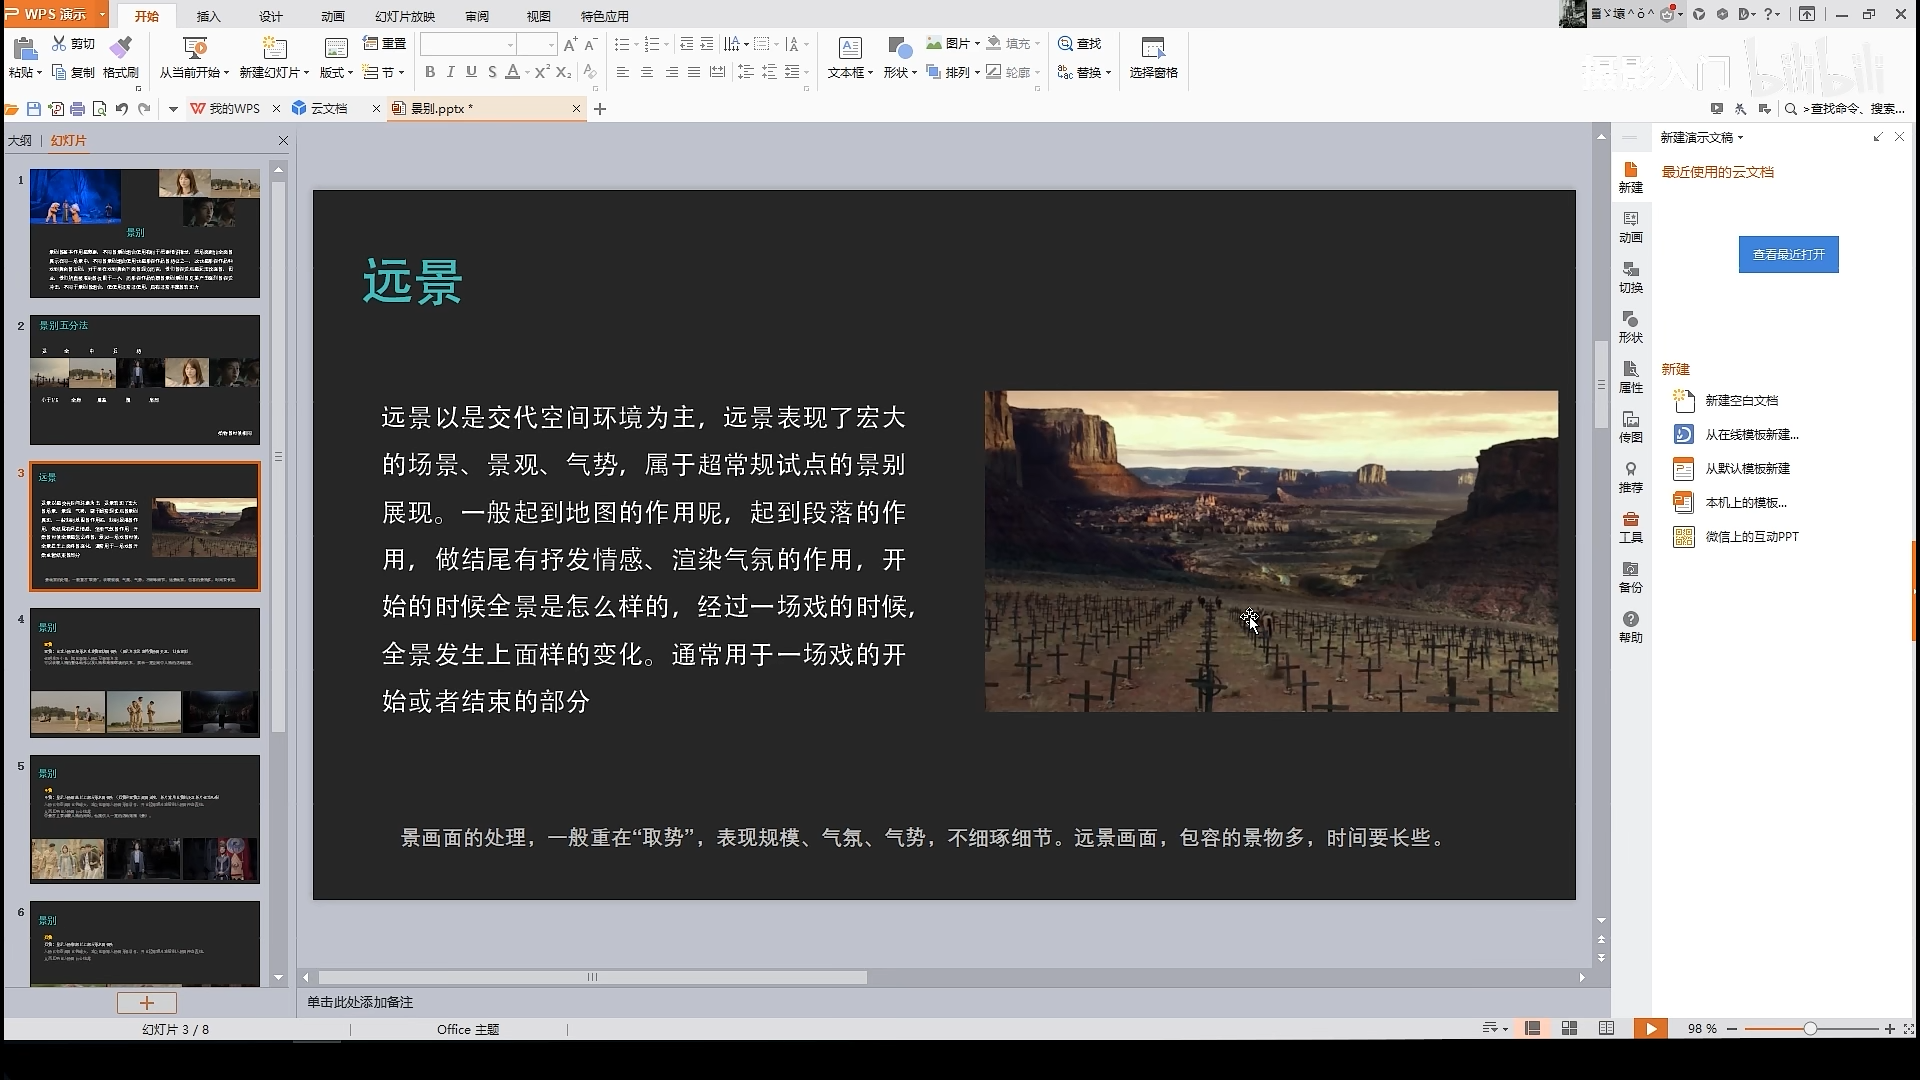 WPS 演示
开始
插入
设计
动画
幻灯片放映
审阅
视图
特色应用
剪切
复制
粘贴
格式刷
从当前开始
新建幻灯片
重置
版式
节
文本框
形状
图片
填充
排列
轮廓
查找
替换
选择窗格
摄影入门
bilibili
我的WPS
云文档
景别.pptx *
>查找命令、搜索...
大纲
幻灯片
1
景别
2
景别五分法
3
远景
4
景别
5
景别
6
景别
远景
远景以是交代空间环境为主，远景表现了宏大
的场景、景观、气势，属于超常规试点的景别
展现。一般起到地图的作用呢，起到段落的作
用，做结尾有抒发情感、渲染气氛的作用，开
始的时候全景是怎么样的，经过一场戏的时候，
全景发生上面样的变化。通常用于一场戏的开
始或者结束的部分
景画面的处理，一般重在“取势”，表现规模、气氛、气势，不细琢细节。远景画面，包容的景物多，时间要长些。
新建
动画
切换
形状
属性
传图
推荐
工具
备份
帮助
新建演示文稿
最近使用的云文档
查看最近打开
新建
新建空白文档
从在线模板新建...
从默认模板新建
本机上的模板...
微信上的互动PPT
单击此处添加备注
幻灯片 3 / 8
Office 主题
98 %